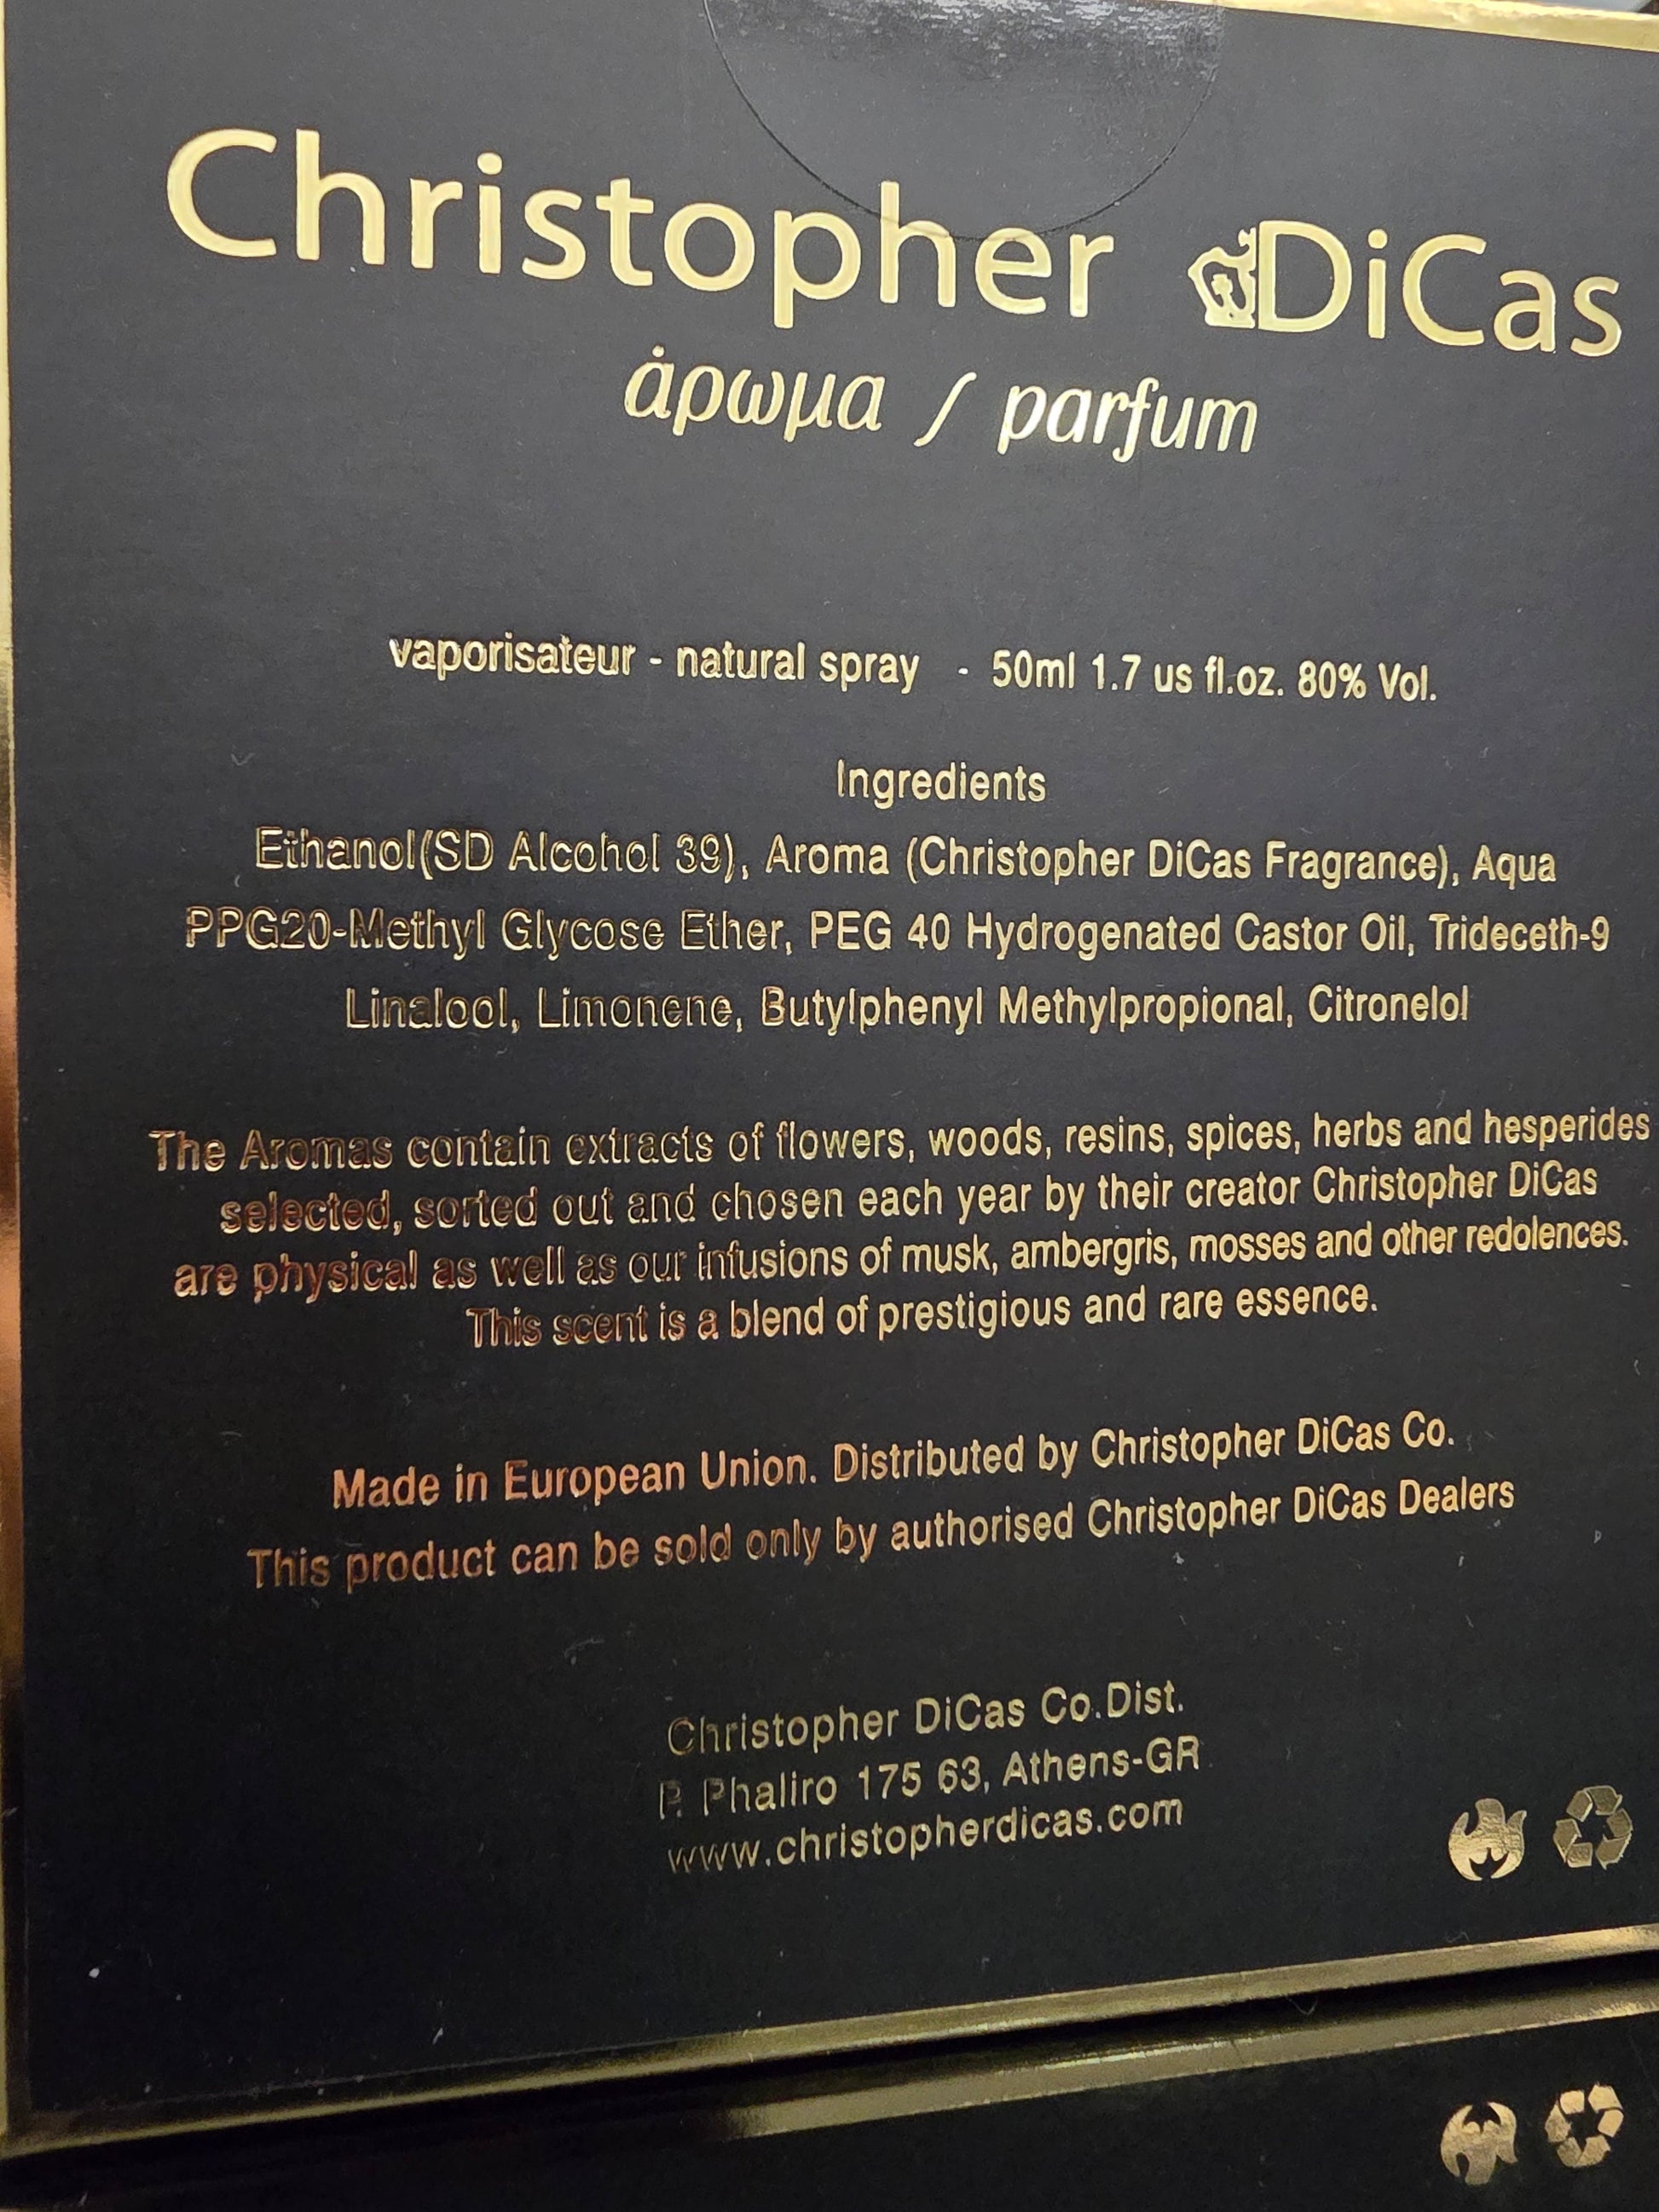 Christopher DiCas
άρωμα / parfum
vaporisateur - natural spray - 50ml 1.7 us fl.oz. 80% Vol.
Ingredients
Ethanol(SD Alcohol 39), Aroma (Christopher DiCas Fragrance), Aqua
PPG20-Methyl Glycose Ether, PEG 40 Hydrogenated Castor Oil, Trideceth-9
Linalool, Limonene, Butylphenyl Methylpropional, Citronelol
The Aromas contain extracts of flowers, woods, resins, spices, herbs and hesperides
selected, sorted out and chosen each year by their creator Christopher DiCas
are physical as well as our infusions of musk, ambergris, mosses and other redolences.
This scent is a blend of prestigious and rare essence.
Made in European Union. Distributed by Christopher DiCas Co.
This product can be sold only by authorised Christopher DiCas Dealers
Christopher DiCas Co.Dist.
P. Phaliro 175 63, Athens-GR
www.christopherdicas.com